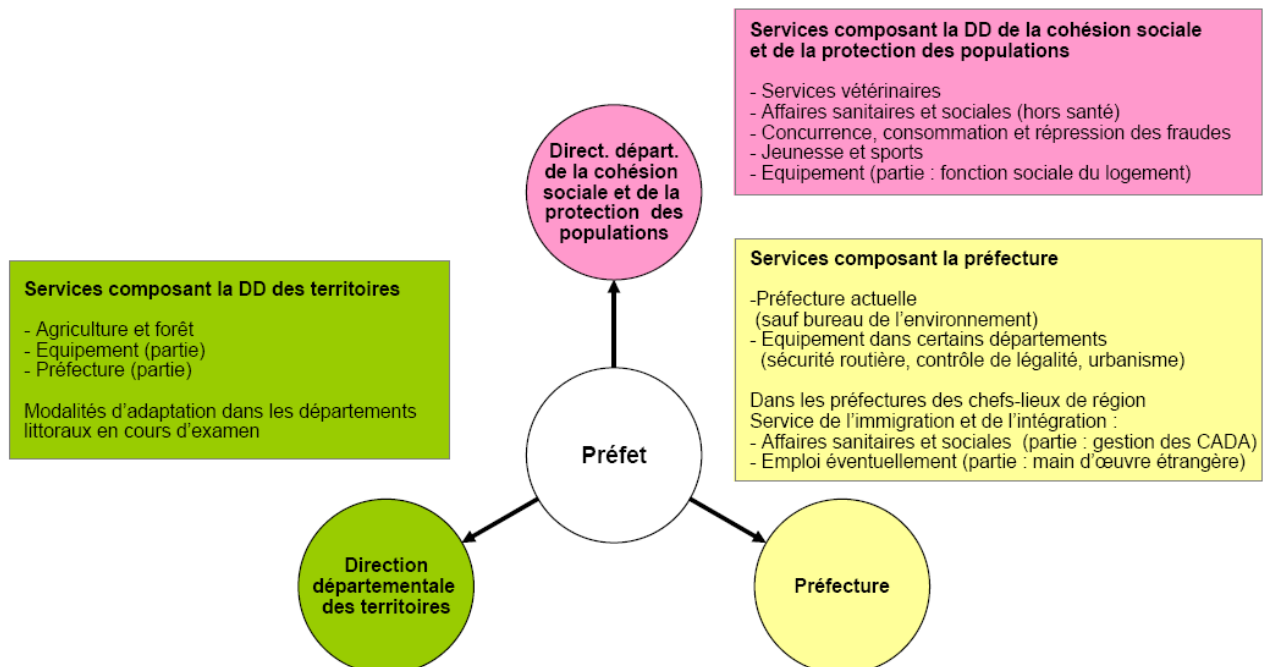 Services composant la DD de la cohésion sociale
et de la protection des populations
- Services vétérinaires
- Affaires sanitaires et sociales (hors santé)
- Concurrence, consommation et répression des fraudes
- Jeunesse et sports
- Equipement (partie : fonction sociale du logement)
Direct. départ.
de la cohésion
sociale et de la
protection des
populations
Services composant la préfecture
-Préfecture actuelle
(sauf bureau de l'environnement)
- Equipement dans certains départements
(sécurité routière, contrôle de légalité, urbanisme)
Dans les préfectures des chefs-lieux de région
Service de l'immigration et de l'intégration :
- Affaires sanitaires et sociales (partie : gestion des CADA)
- Emploi éventuellement (partie : main d'œuvre étrangère)
Services composant la DD des territoires
- Agriculture et forêt
- Equipement (partie)
- Préfecture (partie)
Modalités d'adaptation dans les départements
littoraux en cours d'examen
Préfet
Direction
départementale
des territoires
Préfecture